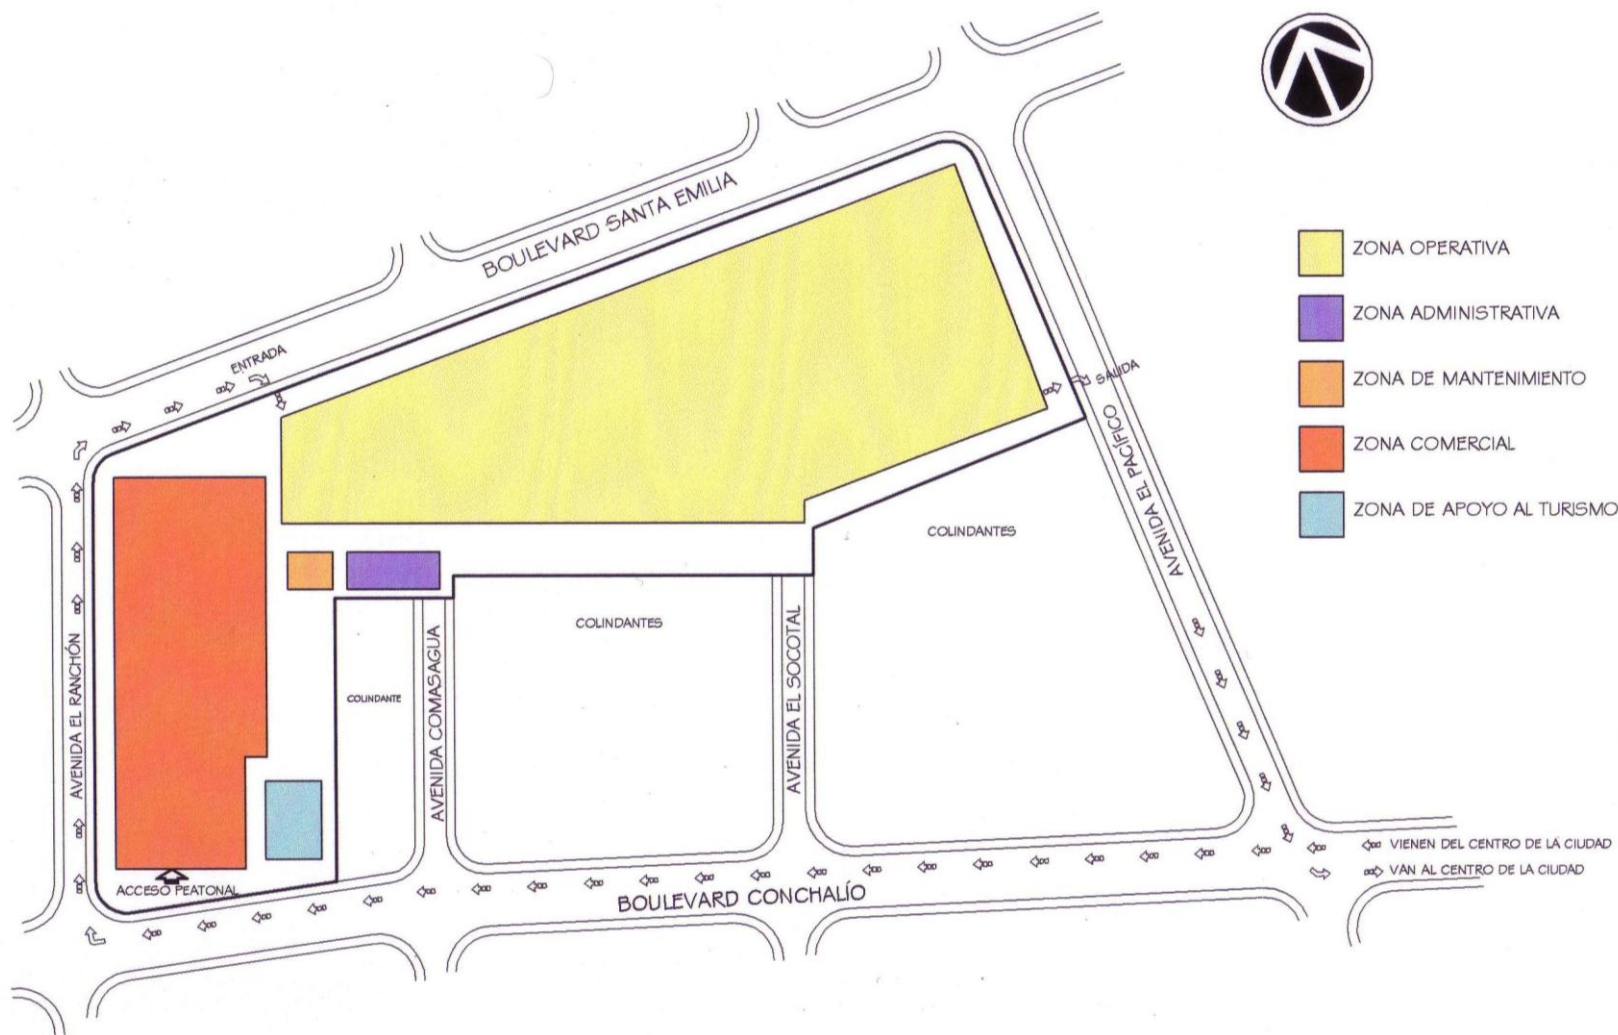 BOULEVARD SANTA EMILIA
ENTRADA
SALIDA
ZONA OPERATIVA
ZONA ADMINISTRATIVA
ZONA DE MANTENIMIENTO
ZONA COMERCIAL
ZONA DE APOYO AL TURISMO
AVENIDA EL PACÍFICO
COLINDANTES
COLINDANTES
COLINDANTE
AVENIDA EL RANCHÓN
AVENIDA COMASAGUA
AVENIDA EL SOCOTAL
ACCESO PEATONAL
BOULEVARD CONCHALÍO
VIENEN DEL CENTRO DE LA CIUDAD
VAN AL CENTRO DE LA CIUDAD